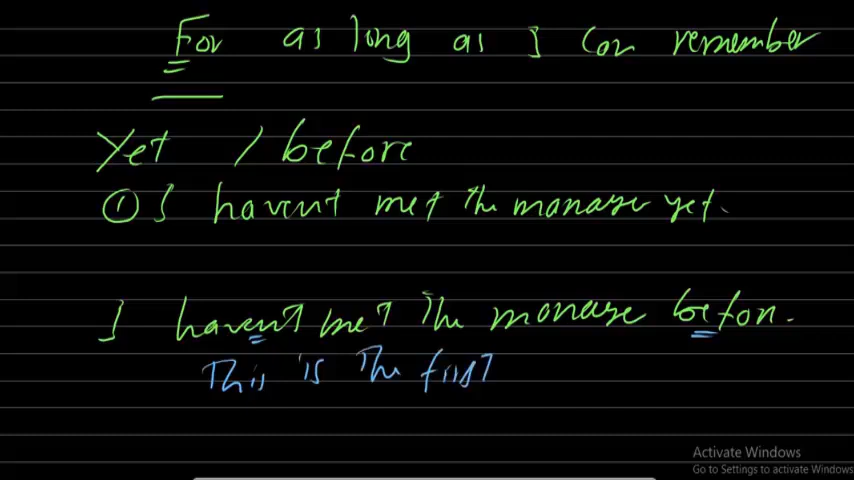 For as long as I can remember
Yet / before
① I havent met the manager yet.
I havent met the manager before.
This is the first
Activate Windows
Go to Settings to activate Windows.